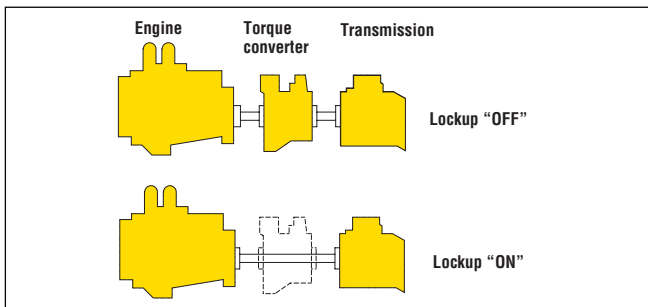 Engine
Torque
converter
Transmission
Lockup “OFF”
Lockup “ON”